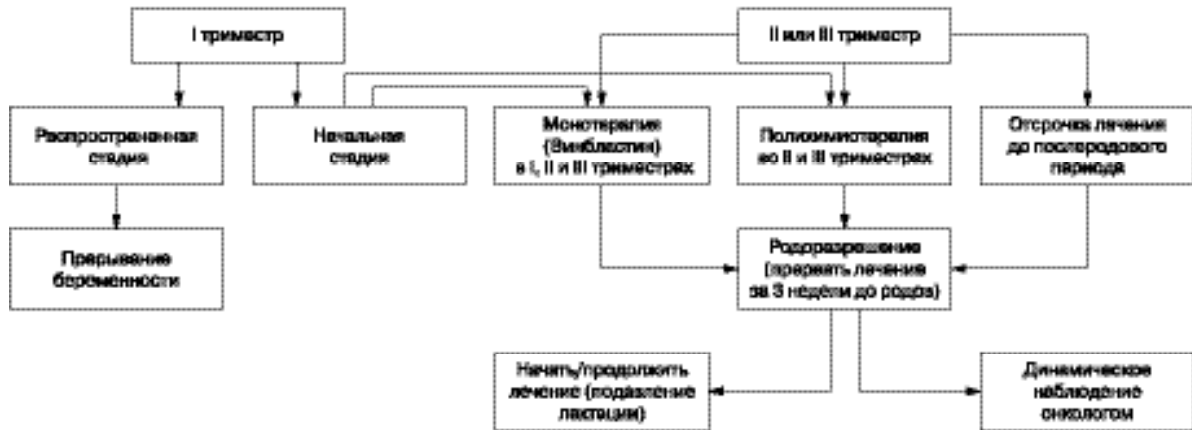 I триместр
II или III триместр
Распространенная
стадия
Начальная
стадия
Монотерапия
(Винбластин)
в I, II и III триместрах
Полихимиотерапия
во II и III триместрах
Отсрочка лечения
до послеродового
периода
Прерывание
беременности
Родоразрешение
(прервать лечение
за 3 недели до родов)
Начать/продолжить
лечение (подавление
лактации)
Динамическое
наблюдение
онкологом